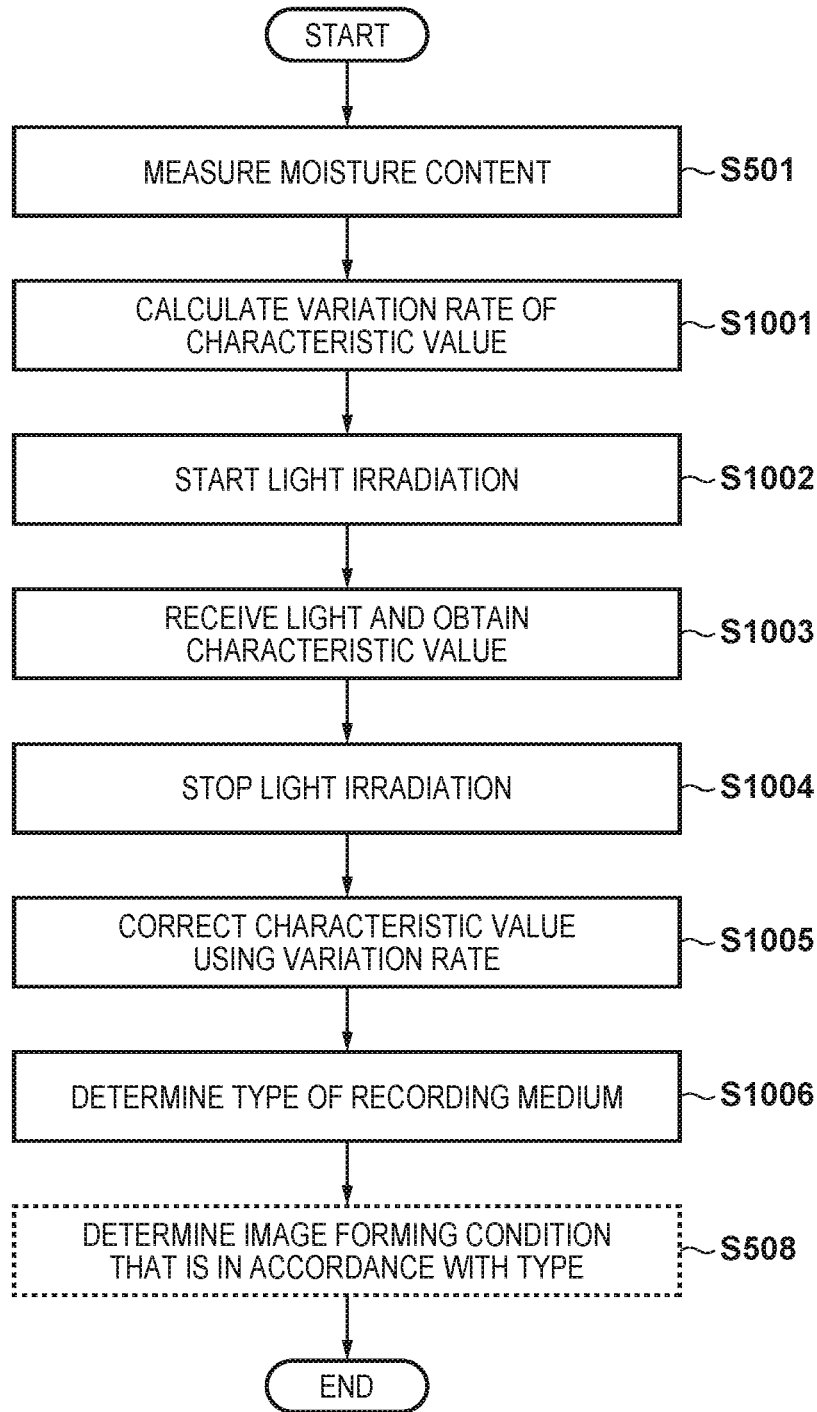 START
MEASURE MOISTURE CONTENT
S501
CALCULATE VARIATION RATE OF
CHARACTERISTIC VALUE
S1001
START LIGHT IRRADIATION
S1002
RECEIVE LIGHT AND OBTAIN
CHARACTERISTIC VALUE
S1003
STOP LIGHT IRRADIATION
S1004
CORRECT CHARACTERISTIC VALUE
USING VARIATION RATE
S1005
DETERMINE TYPE OF RECORDING MEDIUM
S1006
DETERMINE IMAGE FORMING CONDITION
THAT IS IN ACCORDANCE WITH TYPE
S508
END